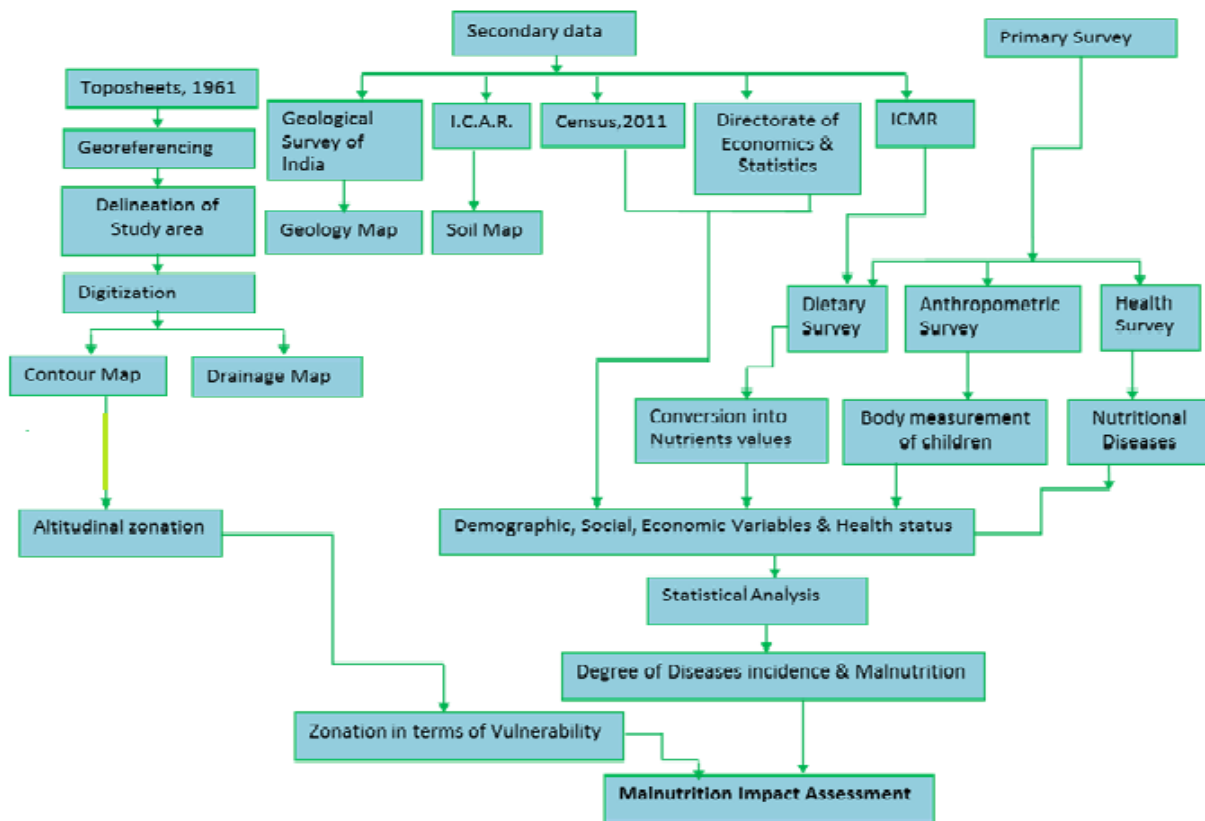 Secondary data
Primary Survey
Toposheets, 1961
Geological
Survey of
India
I.C.A.R.
Census,2011
Directorate of
Economics &
Statistics
ICMR
Georeferencing
Delineation of
Study area
Geology Map
Soil Map
Digitization
Dietary
Survey
Anthropometric
Survey
Health
Survey
Contour Map
Drainage Map
Conversion into
Nutrients values
Body measurement
of children
Nutritional
Diseases
Altitudinal zonation
Demographic, Social, Economic Variables & Health status
Statistical Analysis
Degree of Diseases incidence & Malnutrition
Zonation in terms of Vulnerability
Malnutrition Impact Assessment